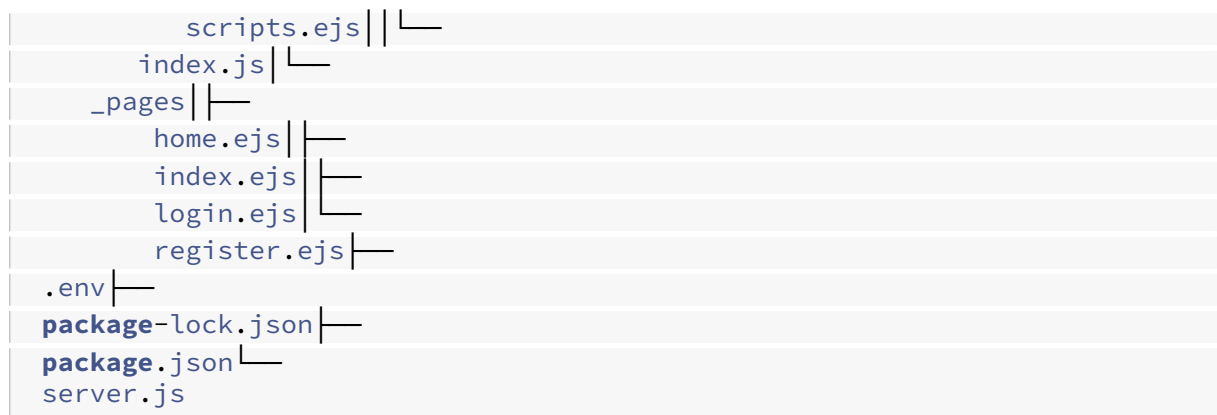 scripts.ejs││└──
index.js│└──
_pages│├──
home.ejs│├──
index.ejs│├──
login.ejs│└──
register.ejs├──
.env├──
package-lock.json├──
package.json└──
server.js